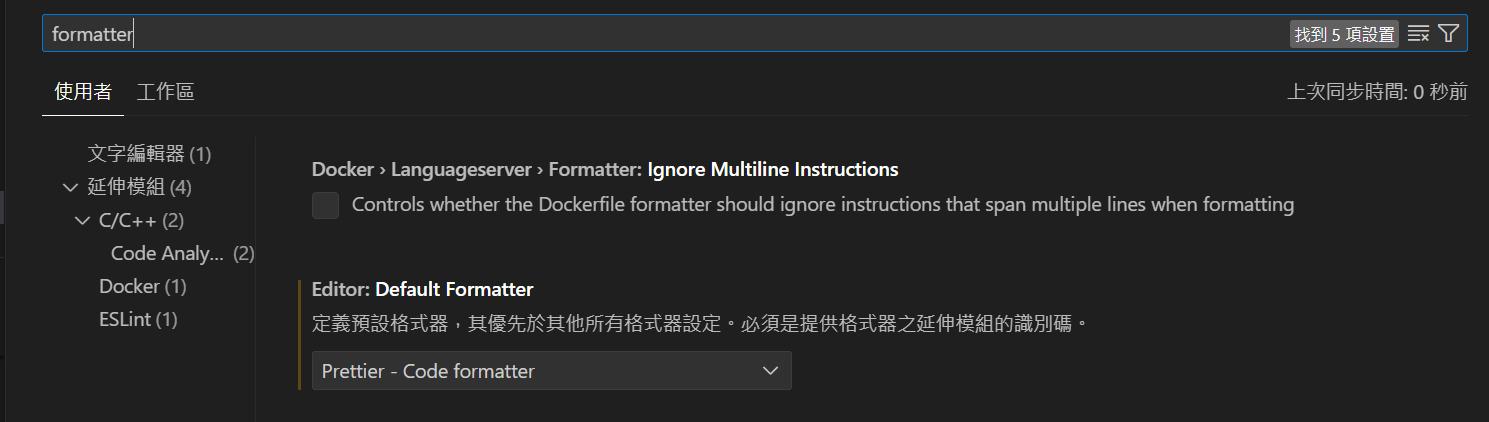 formatter
找到 5 項設置
使用者 工作區
上次同步時間: 0 秒前
文字編輯器 (1)
延伸模組 (4)
C/C++ (2)
Code Analy... (2)
Docker (1)
ESLint (1)
Docker › Languageserver › Formatter: Ignore Multiline Instructions
Controls whether the Dockerfile formatter should ignore instructions that span multiple lines when formatting
Editor: Default Formatter
定義預設格式器，其優先於其他所有格式器設定。必須是提供格式器之延伸模組的識別碼。
Prettier - Code formatter